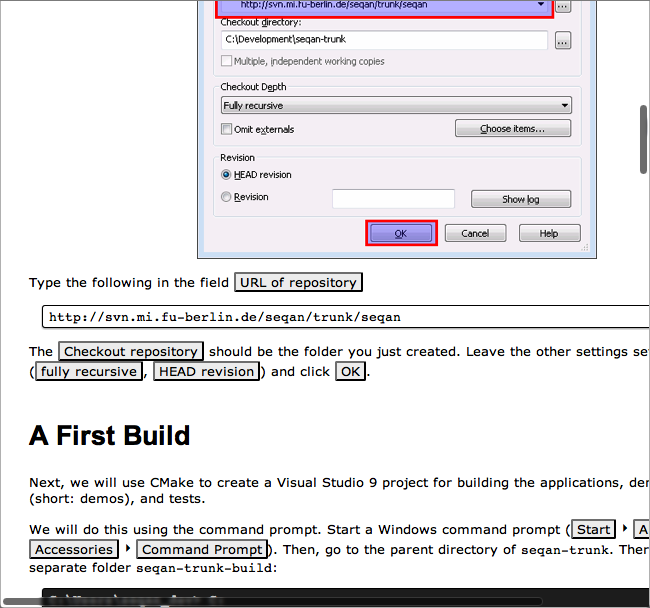 http://svn.mi.fu-berlin.de/seqan/trunk/seqan
...
Checkout directory:
C:\Development\seqan-trunk
...
Multiple, independent working copies
Checkout Depth
Fully recursive
Omit externals
Choose items...
Revision
HEAD revision
Revision
Show log
OK
Cancel
Help
Type the following in the field URL of repository
http://svn.mi.fu-berlin.de/seqan/trunk/seqan
The Checkout repository should be the folder you just created. Leave the other settings se
(fully recursive, HEAD revision) and click OK.
A First Build
Next, we will use CMake to create a Visual Studio 9 project for building the applications, de
(short: demos), and tests.
We will do this using the command prompt. Start a Windows command prompt (Start ‣ A
Accessories ‣ Command Prompt). Then, go to the parent directory of seqan-trunk. Ther
separate folder seqan-trunk-build: